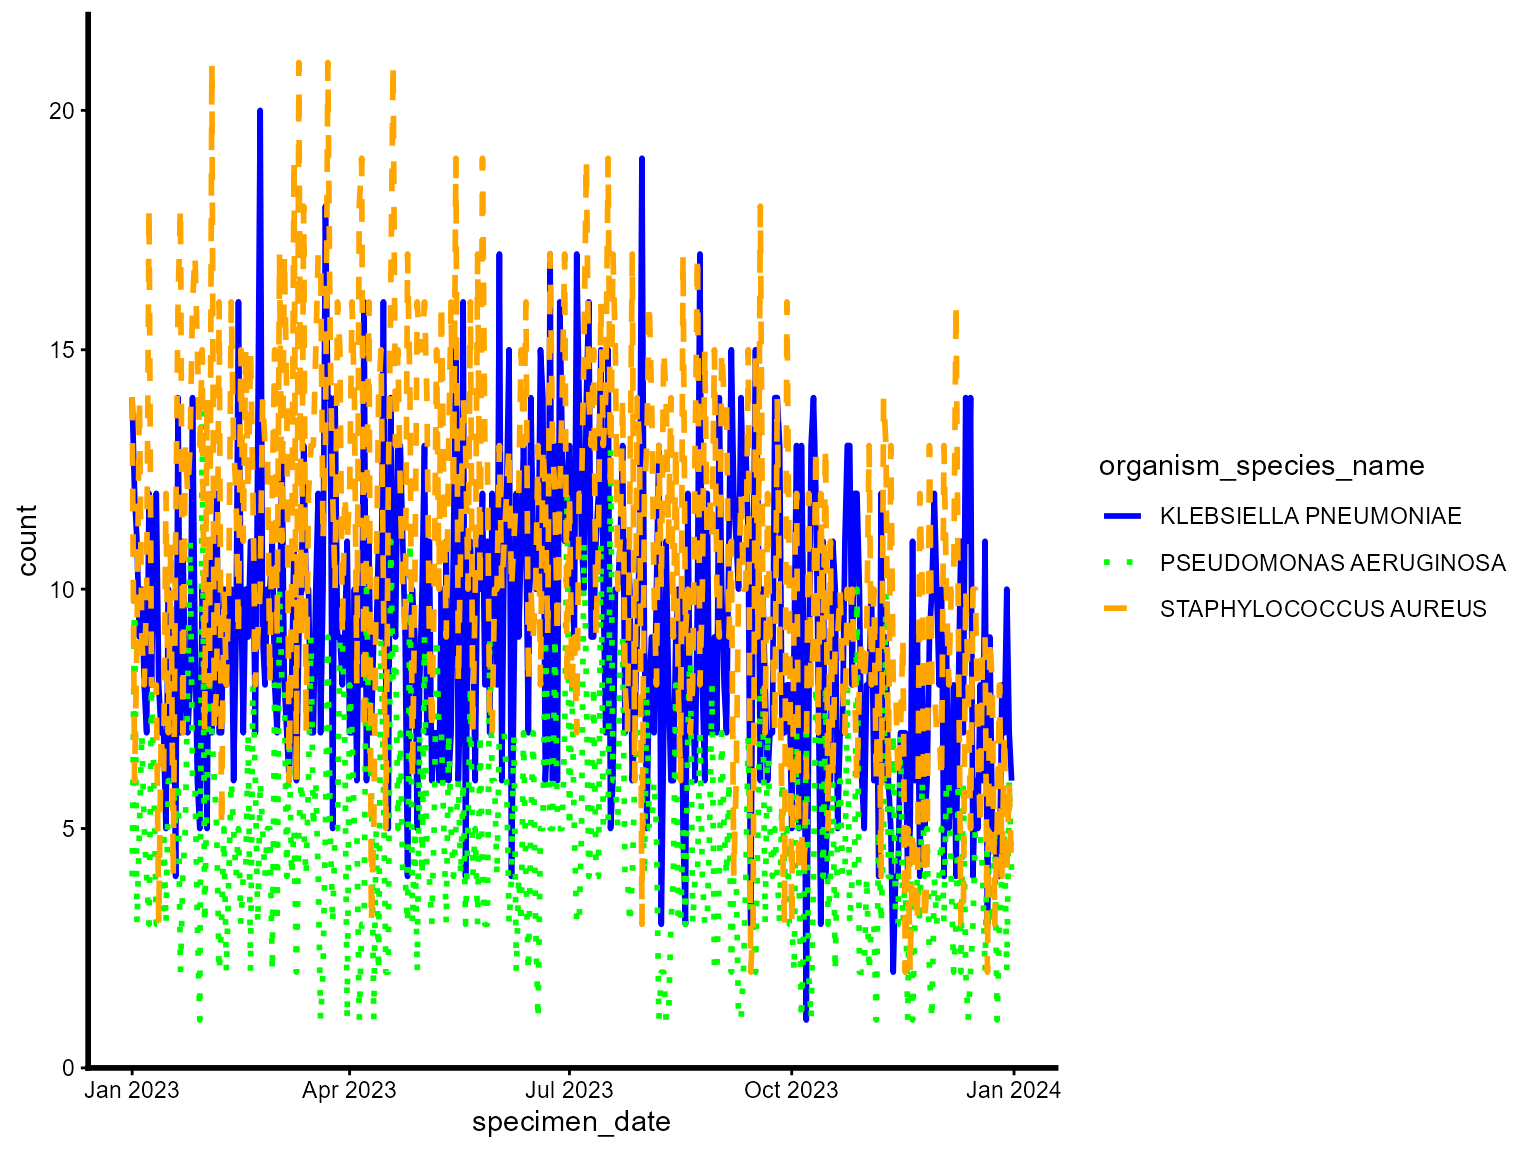 count
20
15
10
5
0
Jan 2023
Apr 2023
Jul 2023
Oct 2023
Jan 2024
specimen_date
organism_species_name
KLEBSIELLA PNEUMONIAE
PSEUDOMONAS AERUGINOSA
STAPHYLOCOCCUS AUREUS